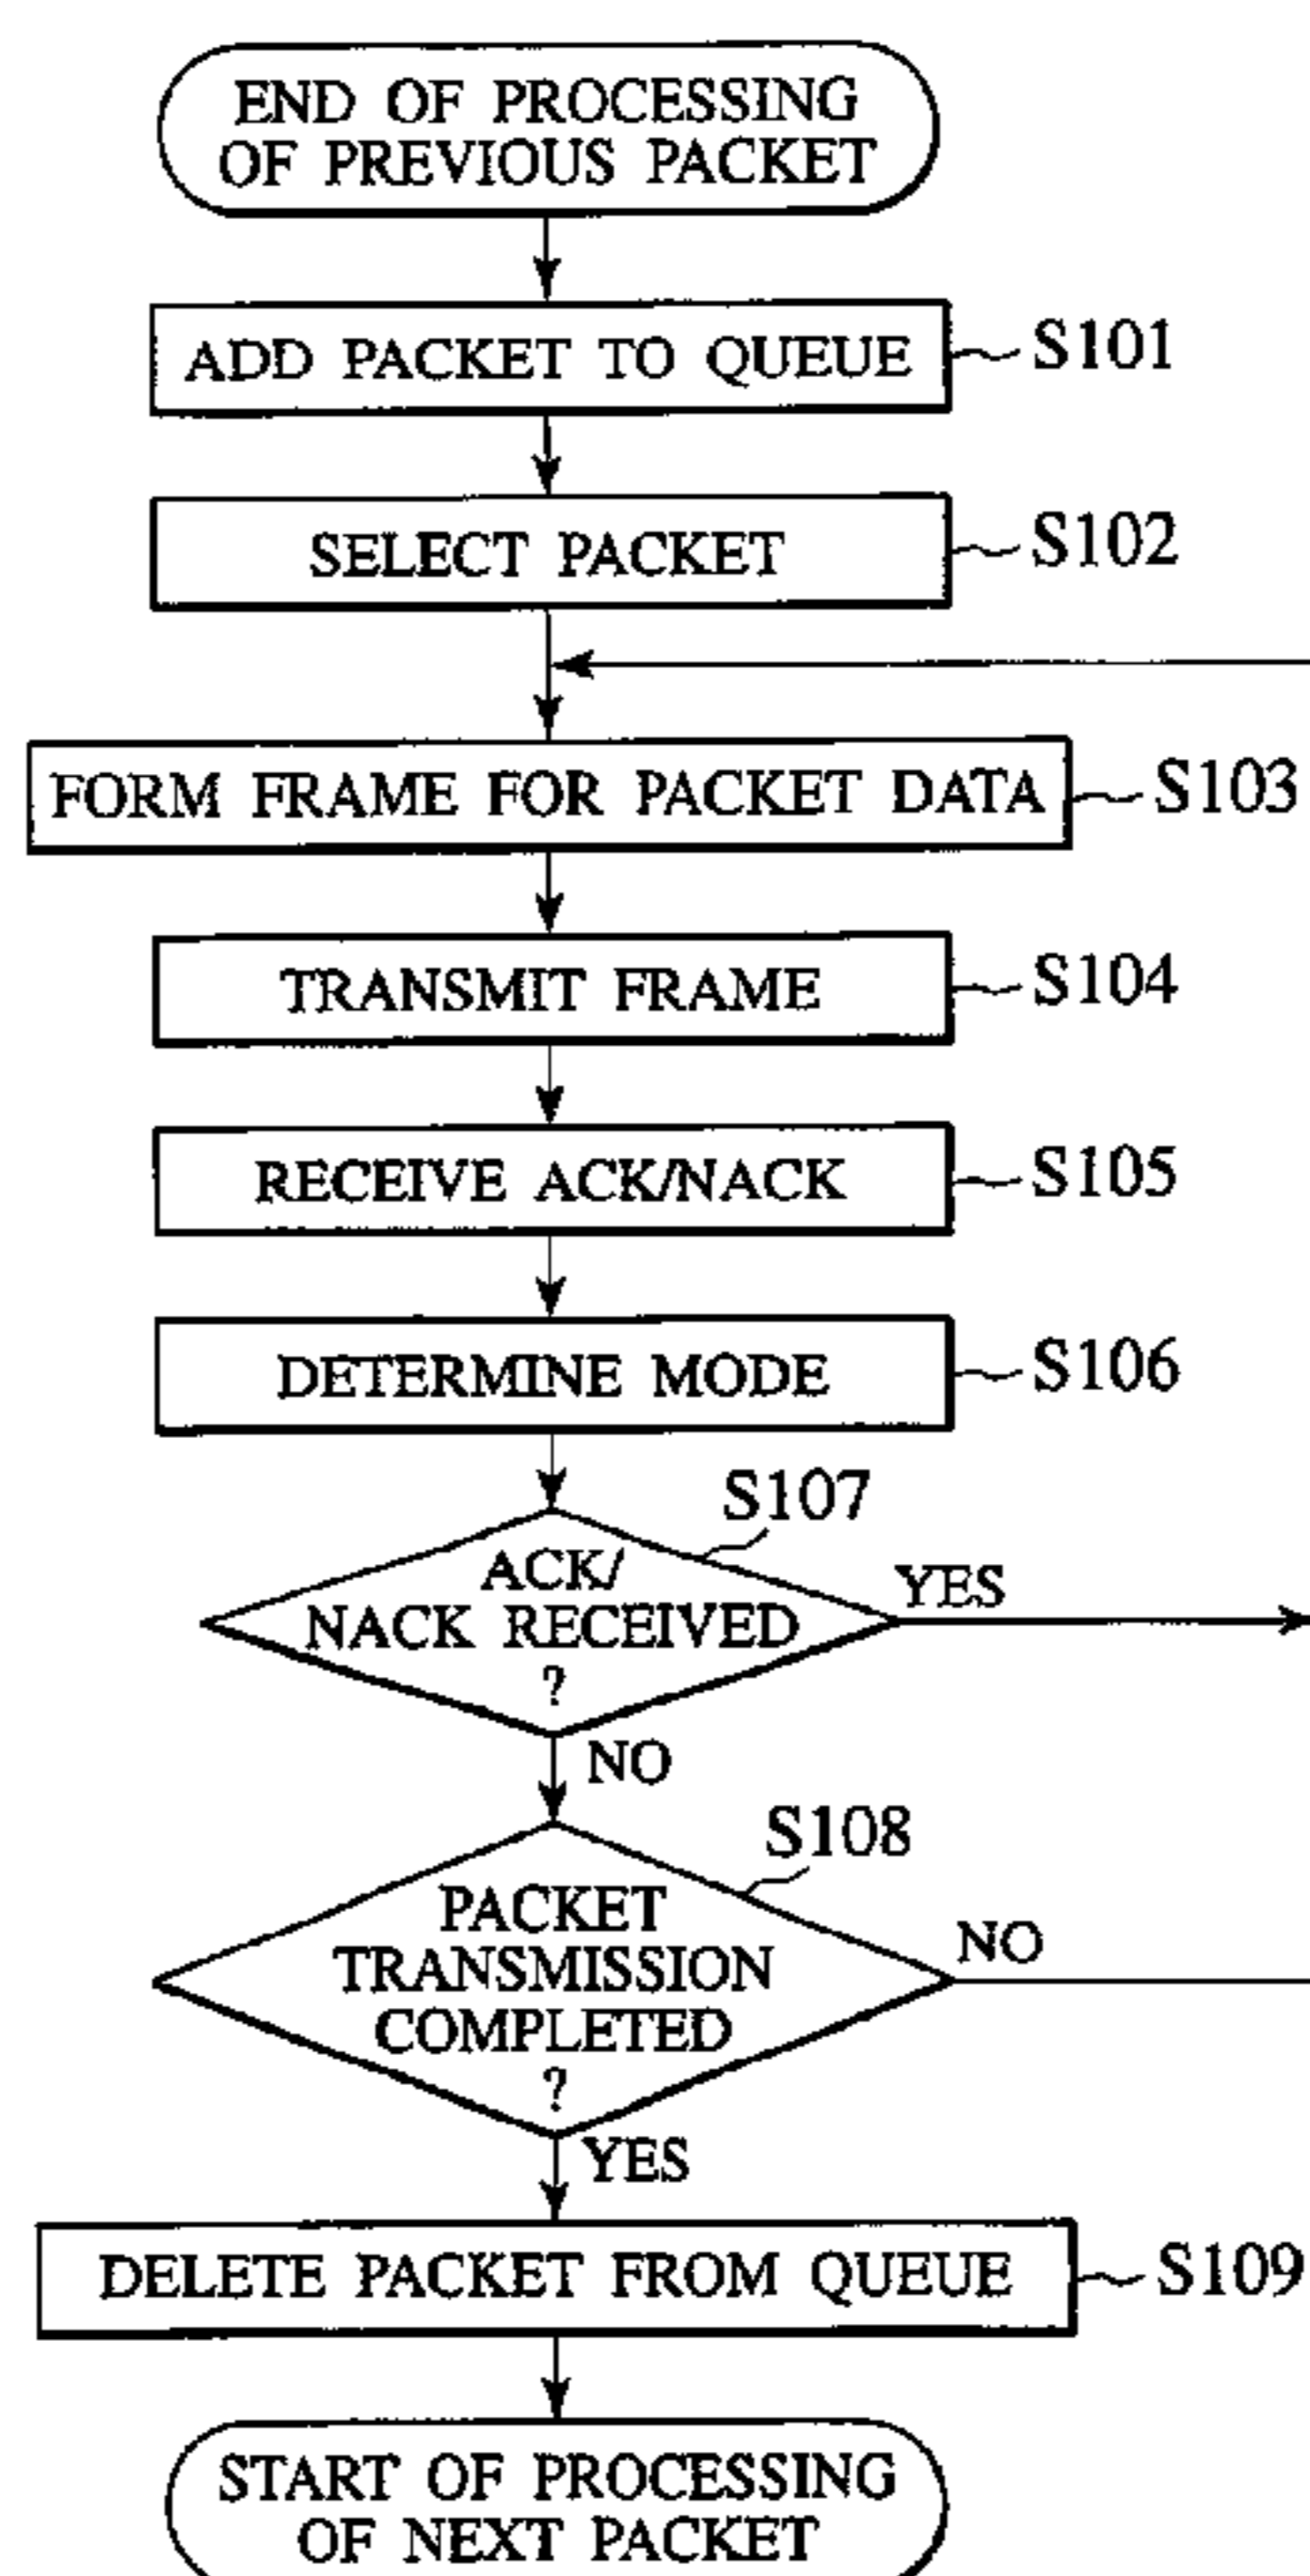 END OF PROCESSING
OF PREVIOUS PACKET
ADD PACKET TO QUEUE
S101
SELECT PACKET
S102
FORM FRAME FOR PACKET DATA
S103
TRANSMIT FRAME
S104
RECEIVE ACK/NACK
S105
DETERMINE MODE
S106
S107
ACK/
NACK RECEIVED
?
YES
NO
S108
PACKET
TRANSMISSION
COMPLETED
?
NO
YES
DELETE PACKET FROM QUEUE
S109
START OF PROCESSING
OF NEXT PACKET